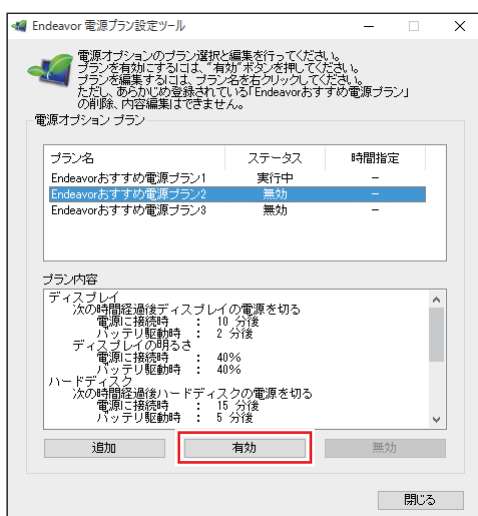 Endeavor 電源プラン設定ツール
電源オプションのプラン選択と編集を行ってください。
プランを有効にするには、"有効"ボタンを押してください。
プランを編集するには、プラン名を右クリックしてください。
ただし、あらかじめ登録されている「Endeavorおすすめ電源プラン」
の削除、内容編集はできません。
電源オプション プラン
プラン名 ステータス 時間指定
Endeavorおすすめ電源プラン1 実行中 －
Endeavorおすすめ電源プラン2 無効 －
Endeavorおすすめ電源プラン3 無効 －
プラン内容
ディスプレイ
次の時間経過後ディスプレイの電源を切る
電源に接続時 ： 10 分後
バッテリ駆動時 ： 2 分後
ディスプレイの明るさ
電源に接続時 ： 40%
バッテリ駆動時 ： 40%
ハードディスク
次の時間経過後ハードディスクの電源を切る
電源に接続時 ： 15 分後
バッテリ駆動時 ： 5 分後
追加 有効 無効
閉じる